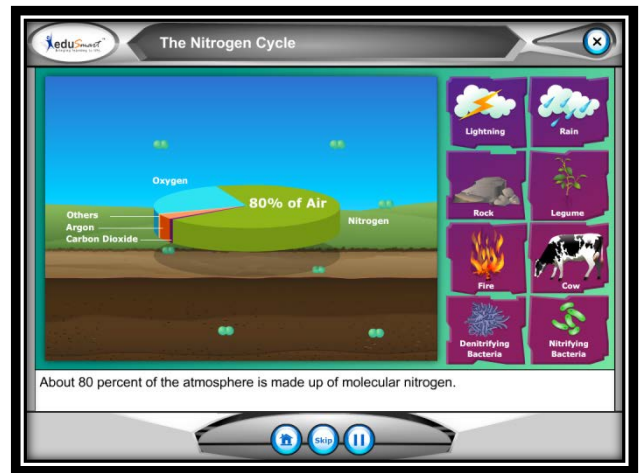 eduSmart
The Nitrogen Cycle
Oxygen
80% of Air
Nitrogen
Others
Argon
Carbon Dioxide
Lightning
Rain
Rock
Legume
Fire
Cow
Denitrifying
Bacteria
Nitrifying
Bacteria
About 80 percent of the atmosphere is made up of molecular nitrogen.
Skip